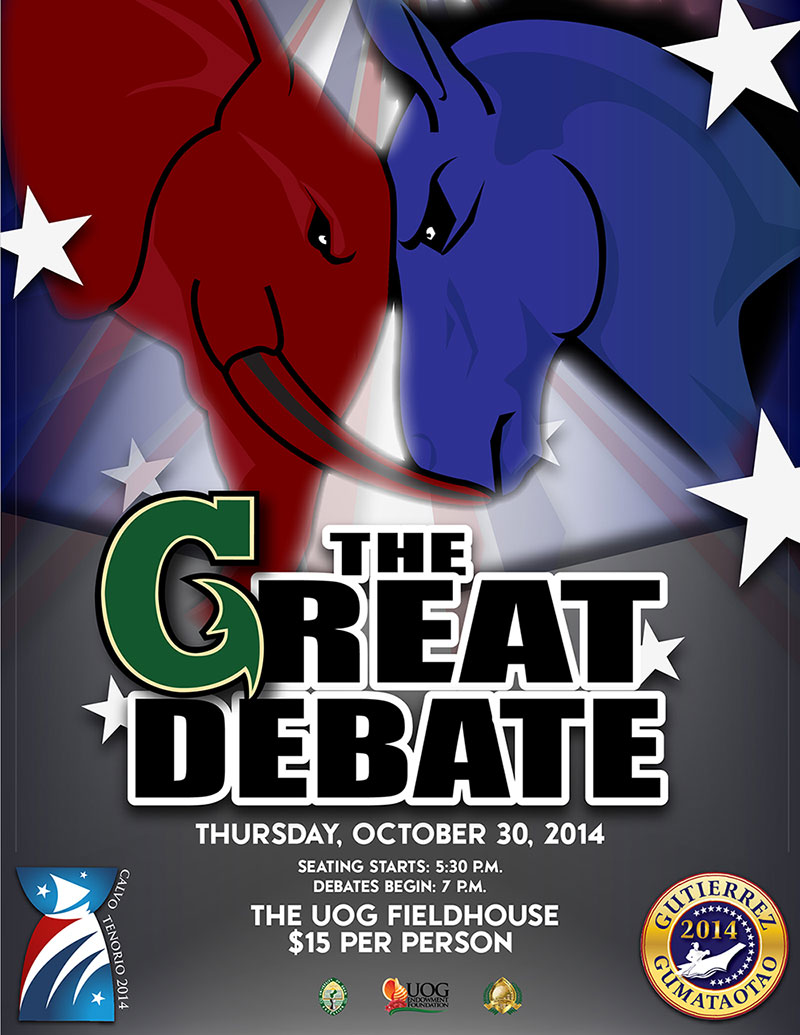 THE
GREAT
DEBATE
THURSDAY, OCTOBER 30, 2014
SEATING STARTS: 5:30 P.M.
DEBATES BEGIN: 7 P.M.
THE UOG FIELDHOUSE
$15 PER PERSON
CALVO TENORIO 2014
GUTIERREZ
2014
GUMATAOTAO
UOG
ENDOWMENT
FOUNDATION